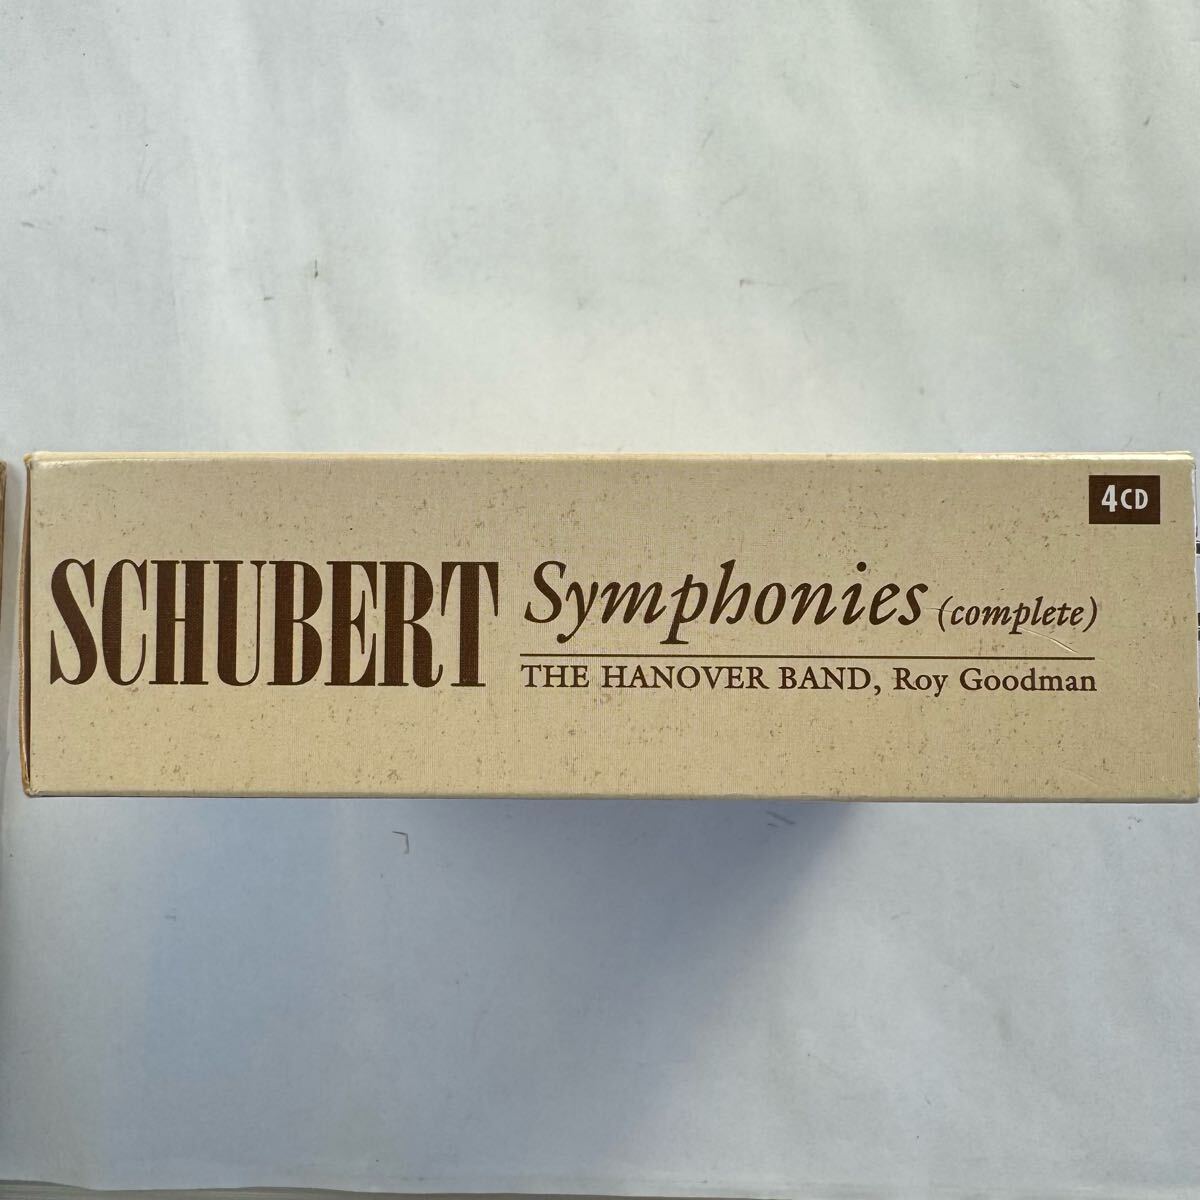 4CD
SCHUBERT Symphonies (complete)
THE HANOVER BAND, Roy Goodman